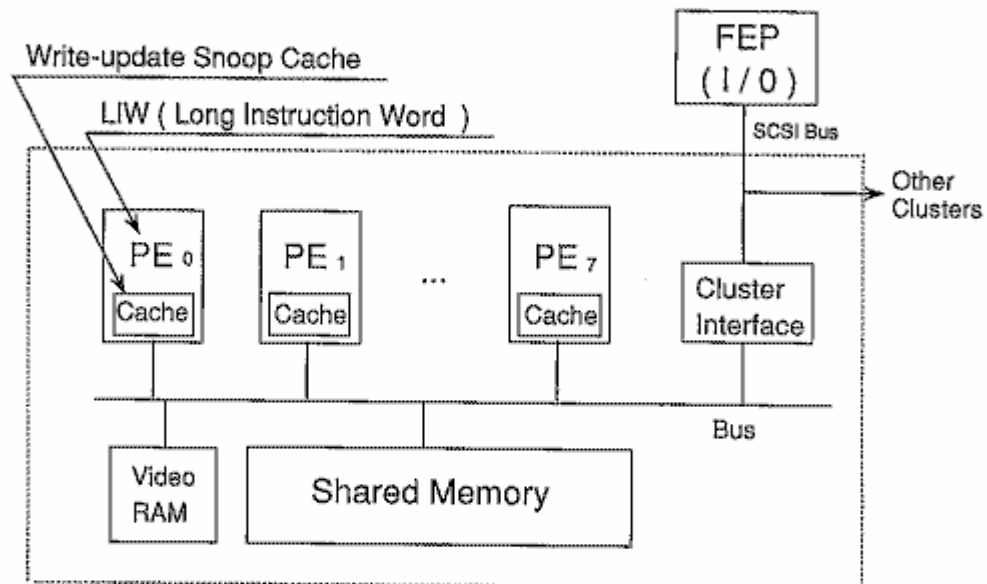 FEP
( I / O )
Write-update Snoop Cache
LIW ( Long Instruction Word )
SCSI Bus
Other
Clusters
PE 0
PE 1
...
PE 7
Cache
Cache
Cache
Cluster
Interface
Bus
Video
RAM
Shared Memory